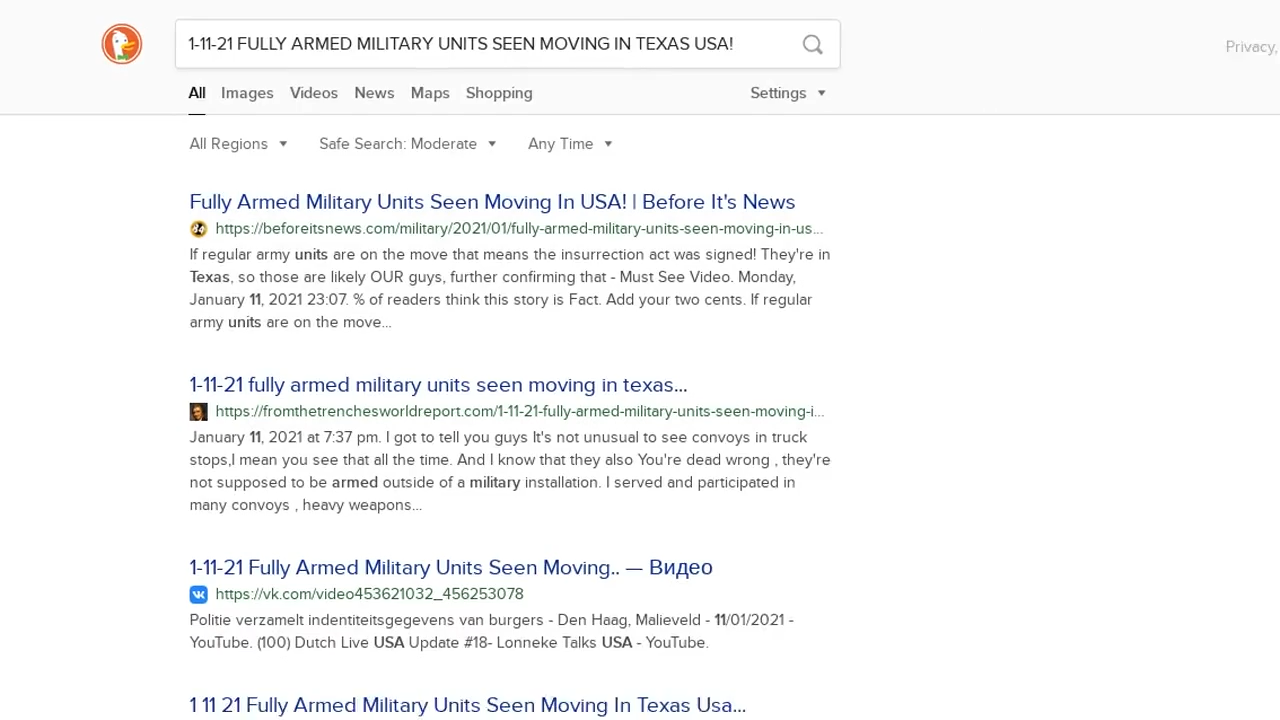 1-11-21 FULLY ARMED MILITARY UNITS SEEN MOVING IN TEXAS USA!
Privacy,
All Images Videos News Maps Shopping Settings
All Regions Safe Search: Moderate Any Time
Fully Armed Military Units Seen Moving In USA! | Before It's News
https://beforeitsnews.com/military/2021/01/fully-armed-military-units-seen-moving-in-us...
If regular army units are on the move that means the insurrection act was signed! They're in
Texas, so those are likely OUR guys, further confirming that - Must See Video. Monday,
January 11, 2021 23:07. % of readers think this story is Fact. Add your two cents. If regular
army units are on the move...
1-11-21 fully armed military units seen moving in texas...
https://fromthetrenchesworldreport.com/1-11-21-fully-armed-military-units-seen-moving-i...
January 11, 2021 at 7:37 pm. I got to tell you guys It's not unusual to see convoys in truck
stops,I mean you see that all the time. And I know that they also You're dead wrong , they're
not supposed to be armed outside of a military installation. I served and participated in
many convoys , heavy weapons...
1-11-21 Fully Armed Military Units Seen Moving.. — Видео
https://vk.com/video453621032_456253078
Politie verzamelt indentiteitsgegevens van burgers - Den Haag, Malieveld - 11/01/2021 -
YouTube. (100) Dutch Live USA Update #18- Lonneke Talks USA - YouTube.
1 11 21 Fully Armed Military Units Seen Moving In Texas Usa...